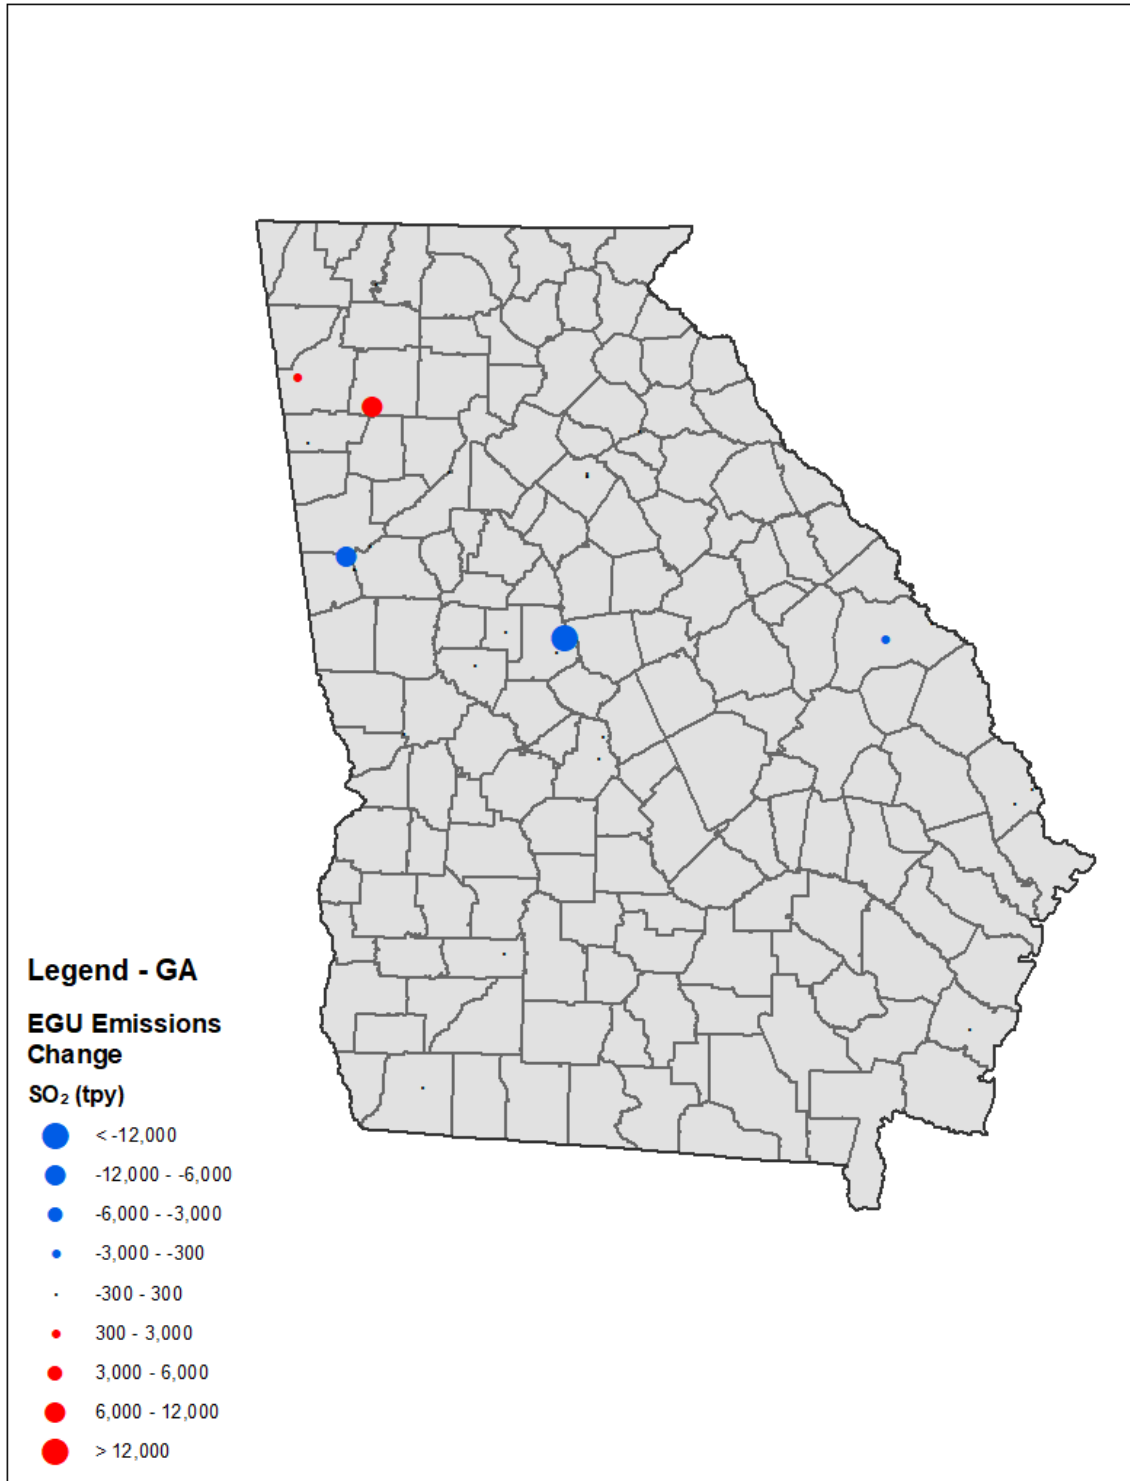 Legend - GA
EGU Emissions
Change
SO₂ (tpy)
< -12,000
-12,000 - -6,000
-6,000 - -3,000
-3,000 - -300
-300 - 300
300 - 3,000
3,000 - 6,000
6,000 - 12,000
> 12,000